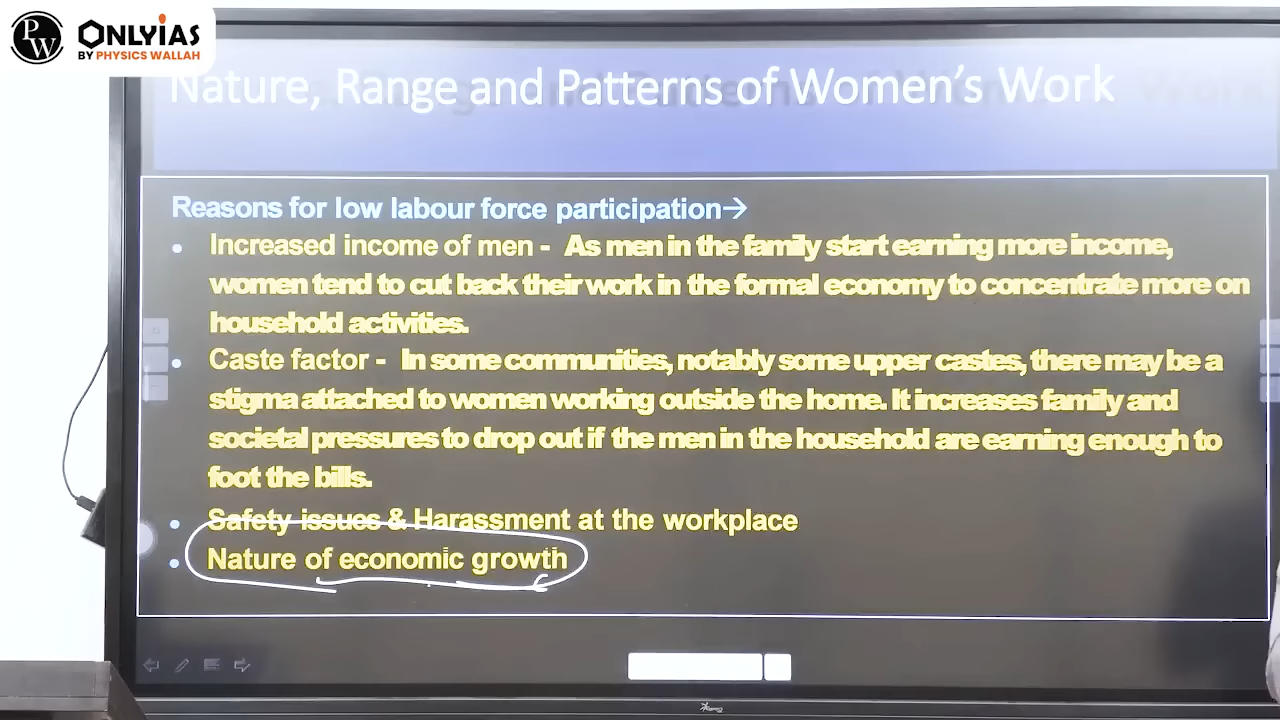 PW
ONLYIAS
BY PHYSICS WALLAH
Nature, Range and Patterns of Women's Work
Reasons for low labour force participation→
• Increased income of men - As men in the family start earning more income,
women tend to cut back their work in the formal economy to concentrate more on
household activities.
• Caste factor - In some communities, notably some upper castes, there may be a
stigma attached to women working outside the home. It increases family and
societal pressures to drop out if the men in the household are earning enough to
foot the bills.
• Safety issues & Harassment at the workplace
• Nature of economic growth